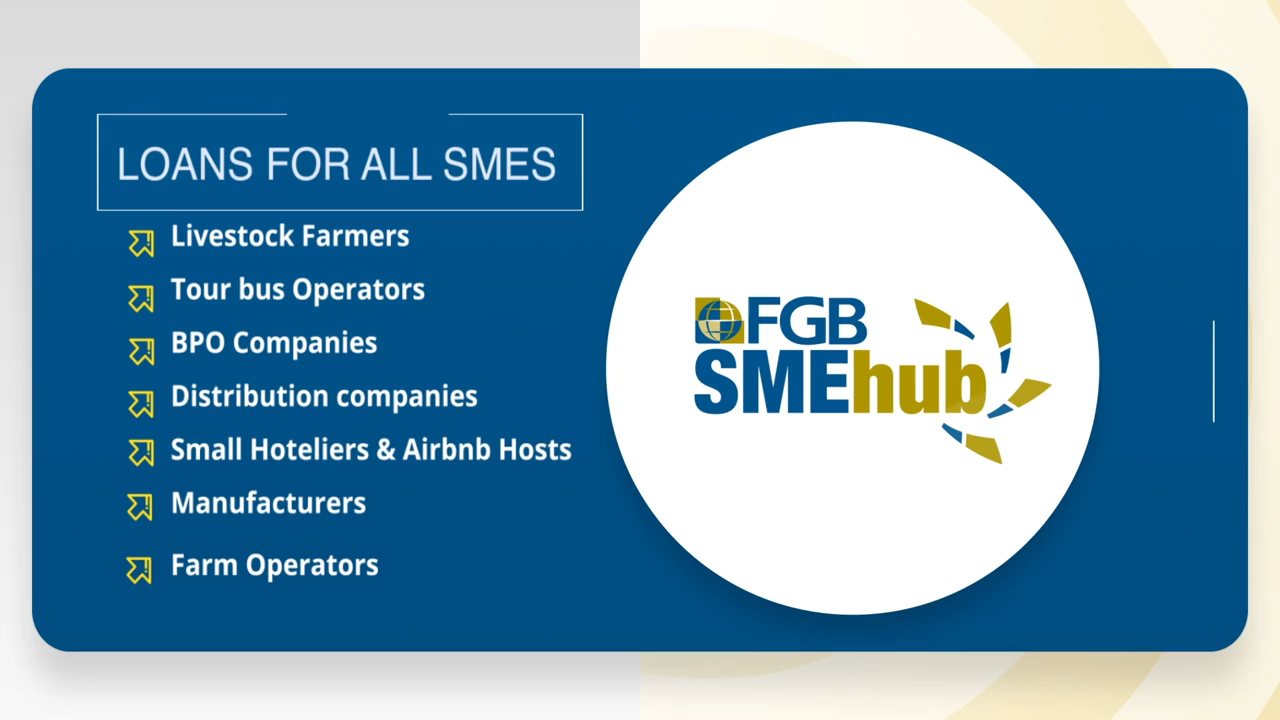 LOANS FOR ALL SMES
Livestock Farmers
Tour bus Operators
BPO Companies
Distribution companies
Small Hoteliers & Airbnb Hosts
Manufacturers
Farm Operators
FGB
SMEhub